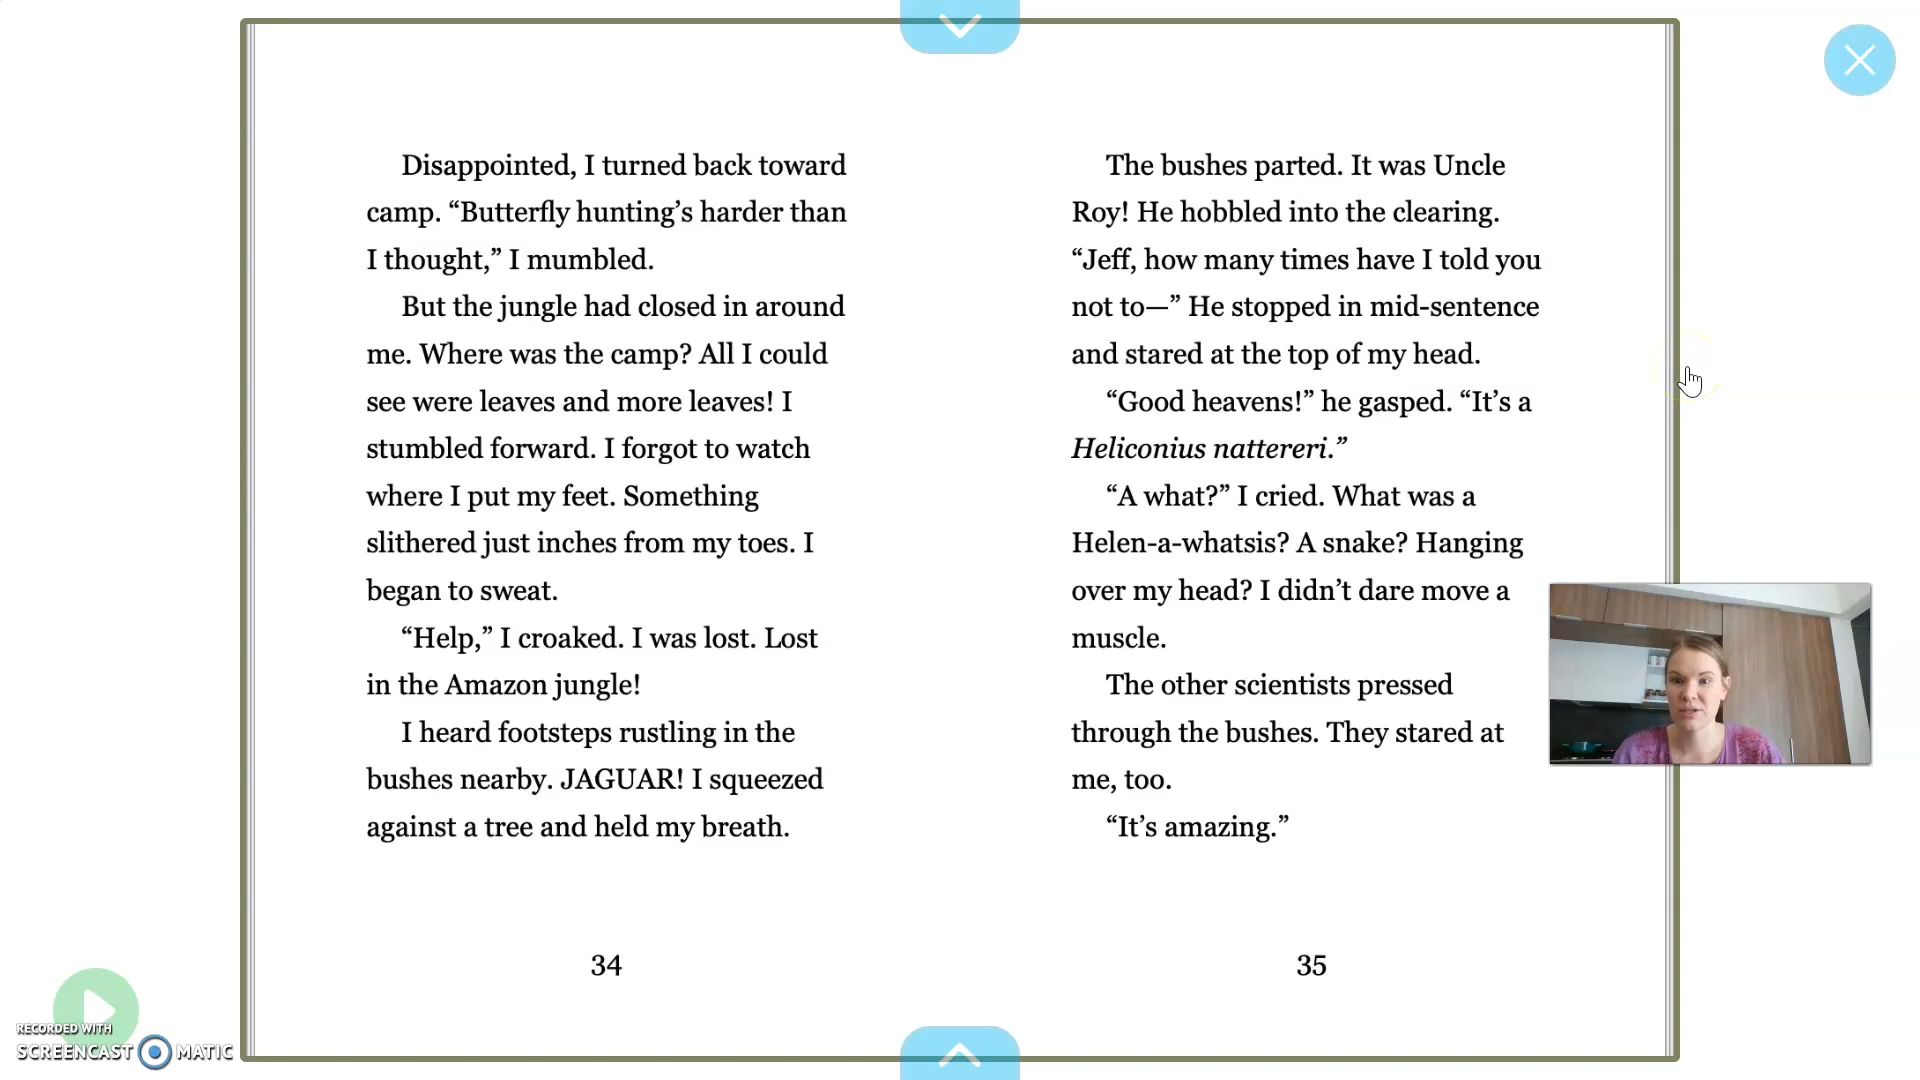 Disappointed, I turned back toward
camp. “Butterfly hunting’s harder than
I thought,” I mumbled.
But the jungle had closed in around
me. Where was the camp? All I could
see were leaves and more leaves! I
stumbled forward. I forgot to watch
where I put my feet. Something
slithered just inches from my toes. I
began to sweat.
“Help,” I croaked. I was lost. Lost
in the Amazon jungle!
I heard footsteps rustling in the
bushes nearby. JAGUAR! I squeezed
against a tree and held my breath.
34
The bushes parted. It was Uncle
Roy! He hobbled into the clearing.
“Jeff, how many times have I told you
not to—” He stopped in mid-sentence
and stared at the top of my head.
“Good heavens!” he gasped. “It’s a
Heliconius nattereri.”
“A what?” I cried. What was a
Helen-a-whatsis? A snake? Hanging
over my head? I didn’t dare move a
muscle.
The other scientists pressed
through the bushes. They stared at
me, too.
“It’s amazing.”
35
RECORDED WITH
SCREENCAST MATIC